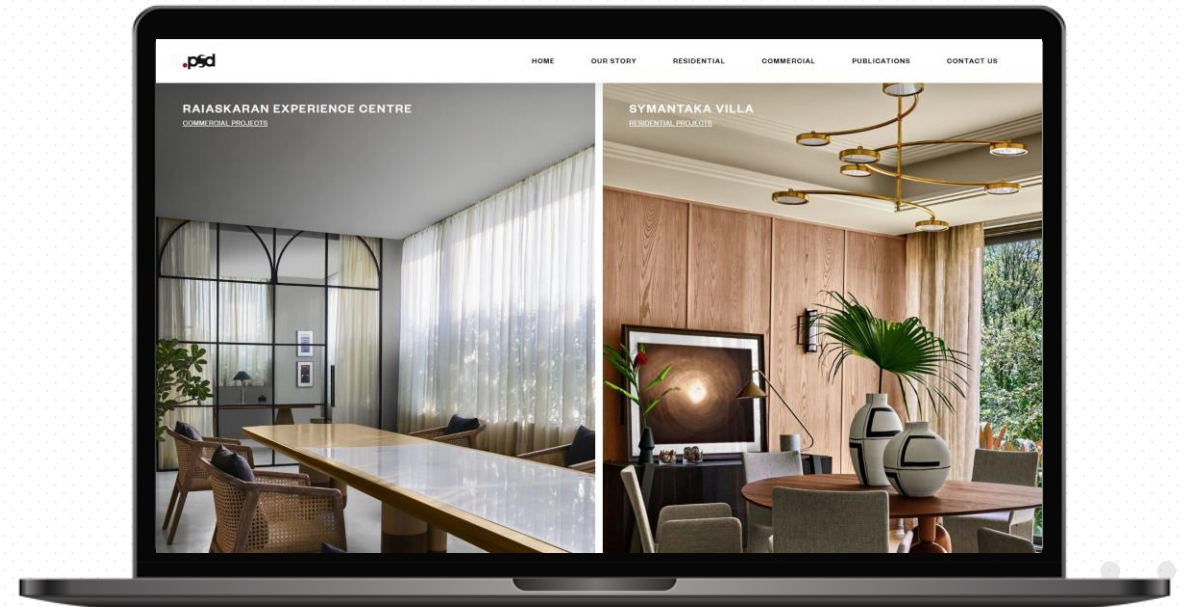 .psd
HOME OUR STORY RESIDENTIAL COMMERCIAL PUBLICATIONS CONTACT US
RAIASKARAN EXPERIENCE CENTRE
COMMERCIAL PROJECTS
SYMANTAKA VILLA
RESIDENTIAL PROJECTS